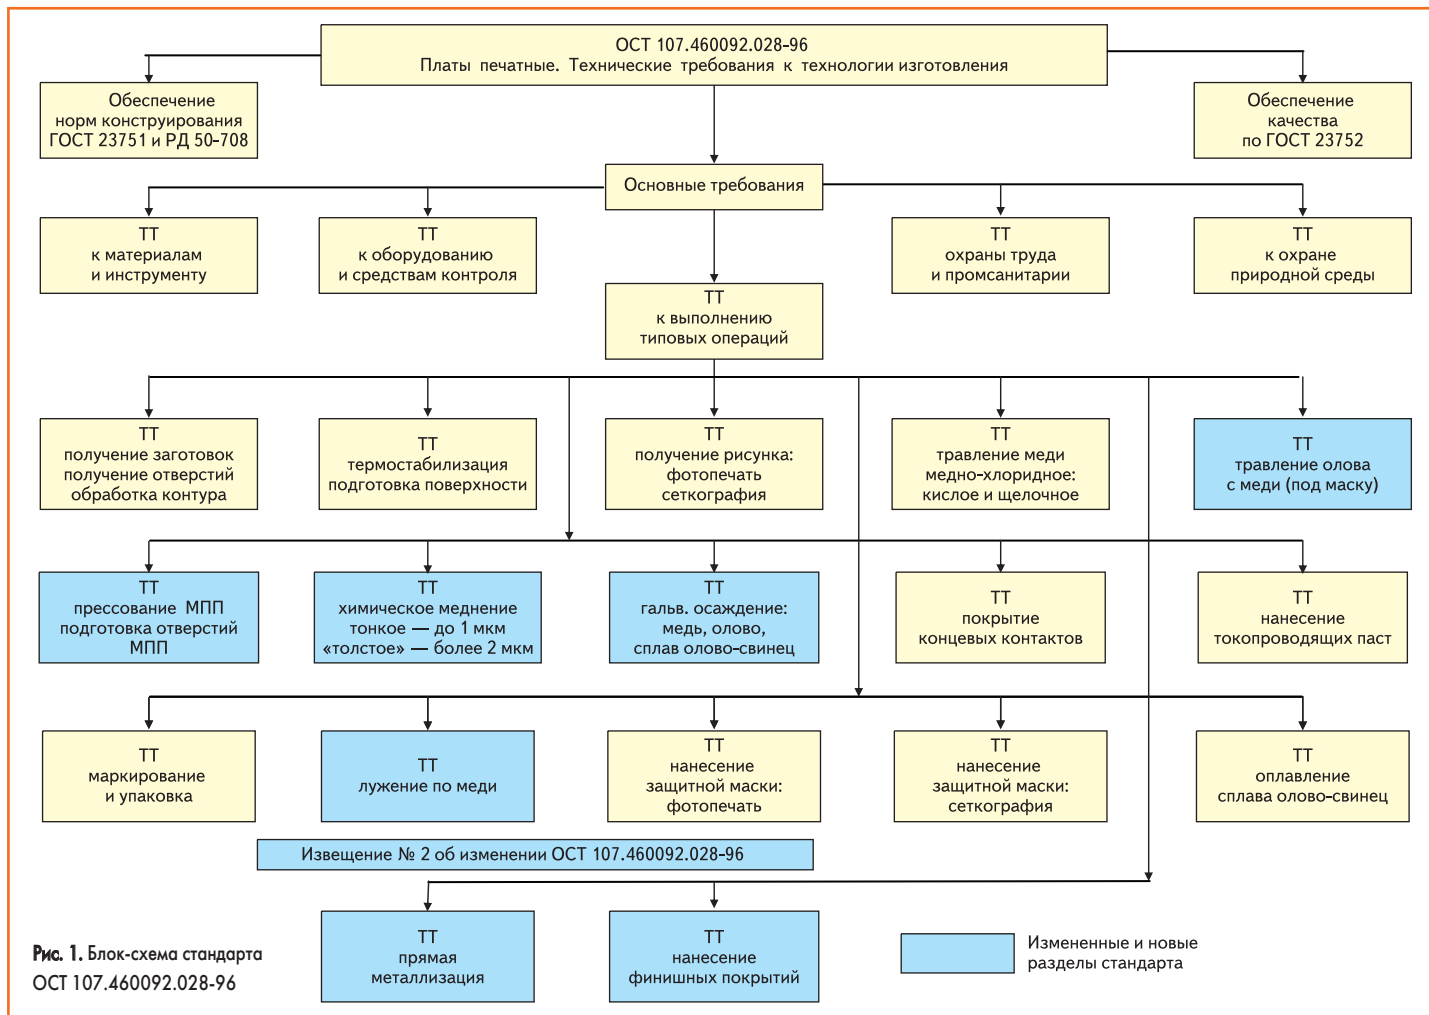 ОСТ 107.460092.028-96
Платы печатные. Технические требования к технологии изготовления
Обеспечение
норм конструирования
ГОСТ 23751 и РД 50-708
Обеспечение
качества
по ГОСТ 23752
Основные требования
ТТ
к материалам
и инструменту
ТТ
к оборудованию
и средствам контроля
ТТ
охраны труда
и промсанитарии
ТТ
к охране
природной среды
ТТ
к выполнению
типовых операций
ТТ
получение заготовок
получение отверстий
обработка контура
ТТ
термостабилизация
подготовка поверхности
ТТ
получение рисунка:
фотопечать
сеткография
ТТ
травление меди
медно-хлоридное:
кислое и щелочное
ТТ
травление олова
с меди (под маску)
ТТ
прессование МПП
подготовка отверстий
МПП
ТТ
химическое меднение
тонкое — до 1 мкм
«толстое» — более 2 мкм
ТТ
гальв. осаждение:
медь, олово,
сплав олово-свинец
ТТ
покрытие
концевых контактов
ТТ
нанесение
токопроводящих паст
ТТ
маркирование
и упаковка
ТТ
лужение по меди
ТТ
нанесение
защитной маски:
фотопечать
ТТ
нанесение
защитной маски:
сеткография
ТТ
оплавление
сплава олово-свинец
Извещение № 2 об изменении ОСТ 107.460092.028-96
ТТ
прямая
металлизация
ТТ
нанесение
финишных покрытий
Измененные и новые
разделы стандарта
Рис. 1. Блок-схема стандарта
ОСТ 107.460092.028-96